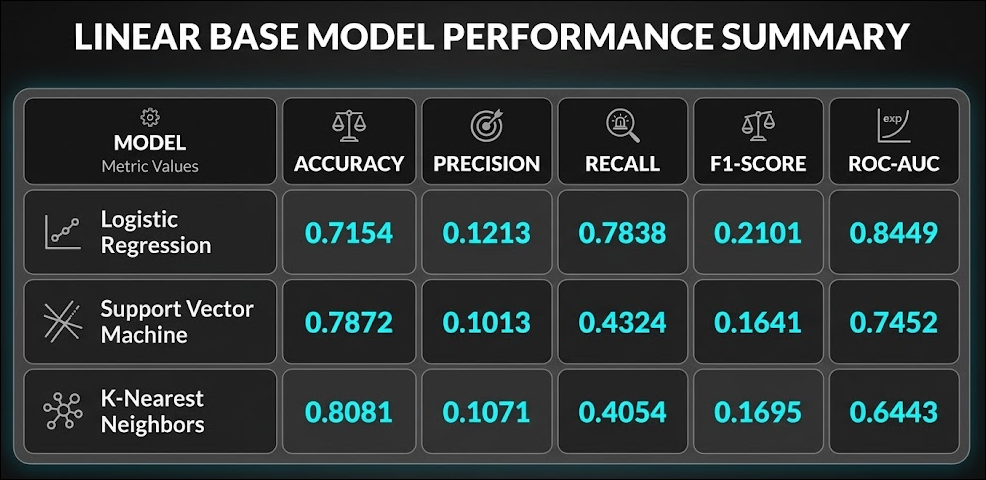 LINEAR BASE MODEL PERFORMANCE SUMMARY
MODEL
Metric Values
ACCURACY
PRECISION
RECALL
F1-SCORE
exp
ROC-AUC
Logistic
Regression
0.7154
0.1213
0.7838
0.2101
0.8449
Support Vector
Machine
0.7872
0.1013
0.4324
0.1641
0.7452
K-Nearest
Neighbors
0.8081
0.1071
0.4054
0.1695
0.6443